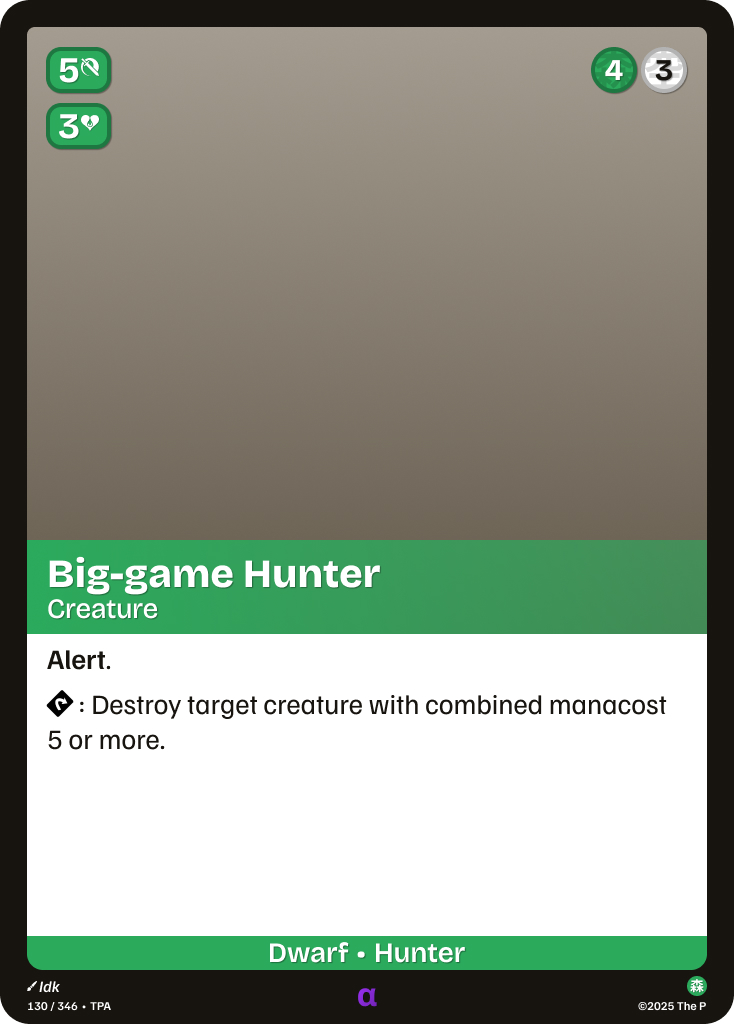 5
4 3
3
Big-game Hunter
Creature
Alert.
: Destroy target creature with combined manacost
5 or more.
Dwarf • Hunter
Idk
森
130 / 346 • TPA
α
©2025 The P